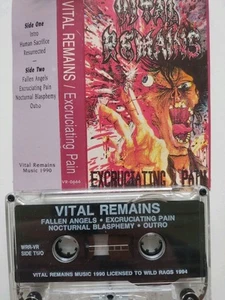 Side One
Intro
Human Sacrifice
Resurrected
Side Two
Fallen Angels
Excruciating Pain
Nocturnal Blasphemy
Outro
Vital Remains
Music 1990
VITAL REMAINS / Excruciating Pain
VITAL
REMAINS
EXCRUCIATING PAIN
VITAL REMAINS
FALLEN ANGELS • EXCRUCIATING PAIN
NOCTURNAL BLASPHEMY • OUTRO
WRR-VR
SIDE TWO
VITAL REMAINS MUSIC 1990 LICENSED TO WILD RAGS 1994